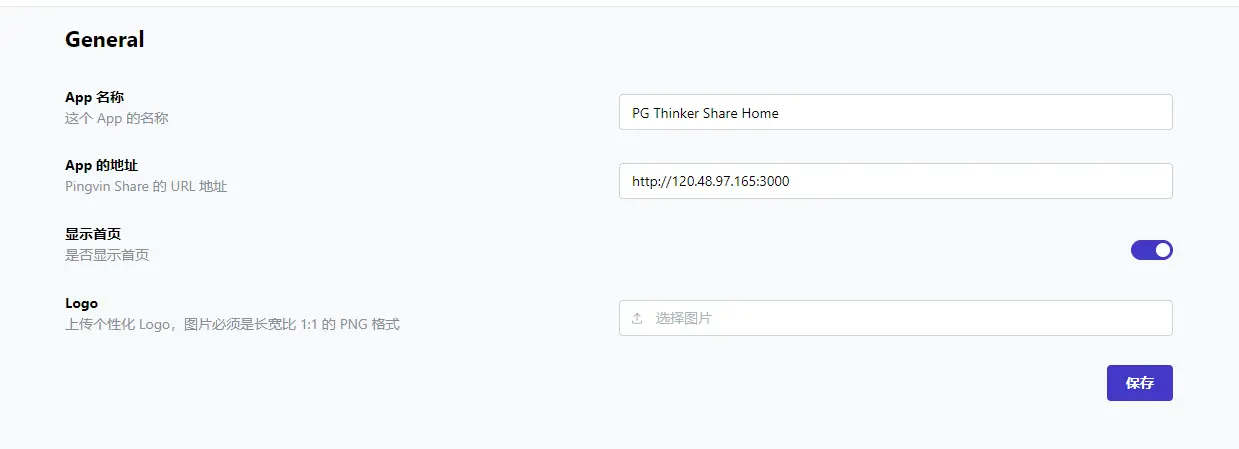 General
App 名称
这个 App 的名称
PG Thinker Share Home
App 的地址
Pingvin Share 的 URL 地址
http://120.48.97.165:3000
显示首页
是否显示首页
Logo
上传个性化 Logo，图片必须是长宽比 1:1 的 PNG 格式
选择图片
保存